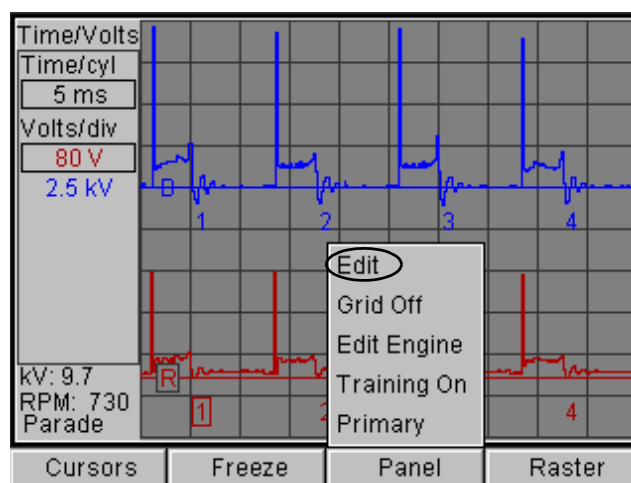 Time/Volts
Time/cyl
5 ms
Volts/div
80 V
2.5 kV
B
1 2 3 4
Edit
Grid Off
Edit Engine
Training On
Primary
R
1 2 4
kV: 9.7
RPM: 730
Parade
Cursors Freeze Panel Raster